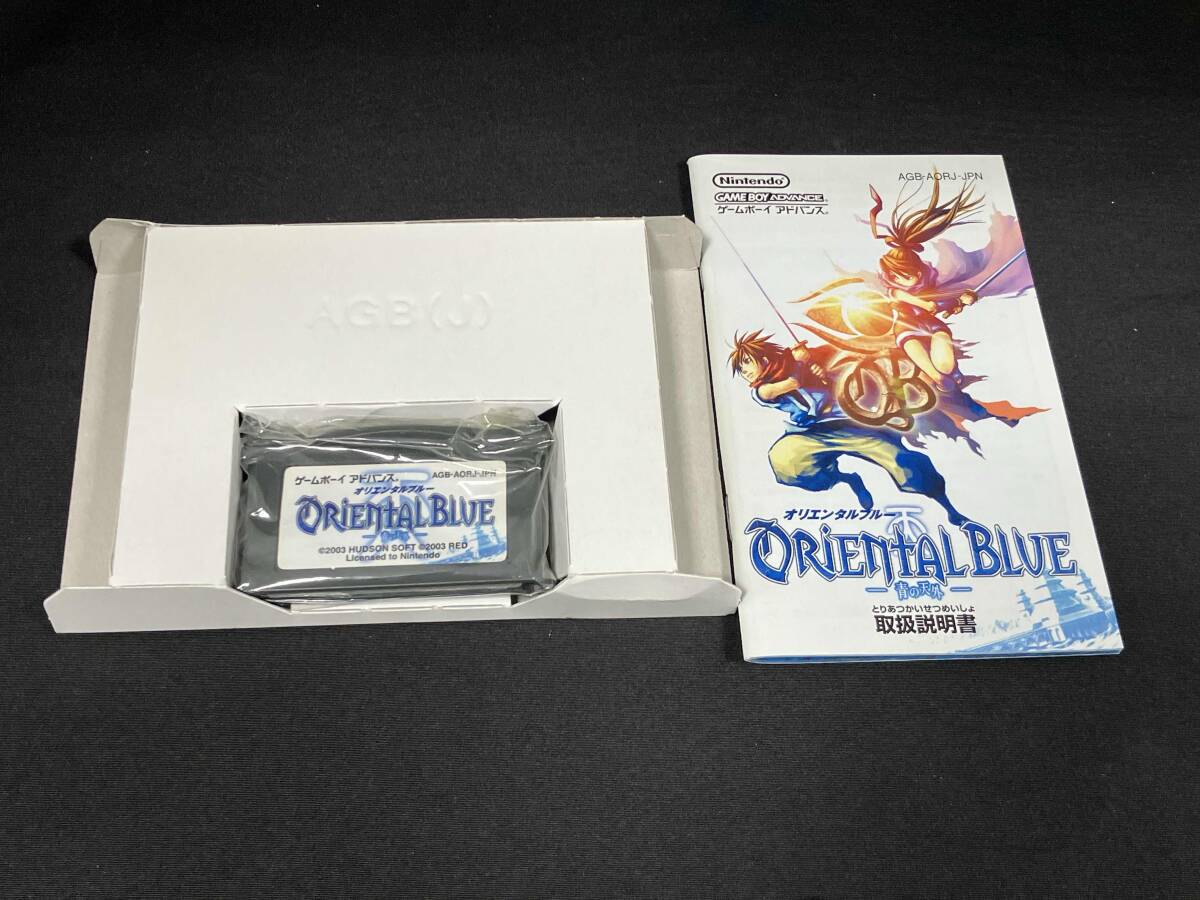 AGB(J)
ゲームボーイ アドバンス®
AGB-AORJ-JPN
オリエンタルブルー
ORIENTAL BLUE
©2003 HUDSON SOFT ©2003 RED
Licensed to Nintendo
Nintendo®
AGB-AORJ-JPN
GAME BOY ADVANCE
ゲームボーイ アドバンス®
オリエンタルブルー
天
ORIENTAL BLUE
青の天外
とりあつかいせつめいしょ
取扱説明書